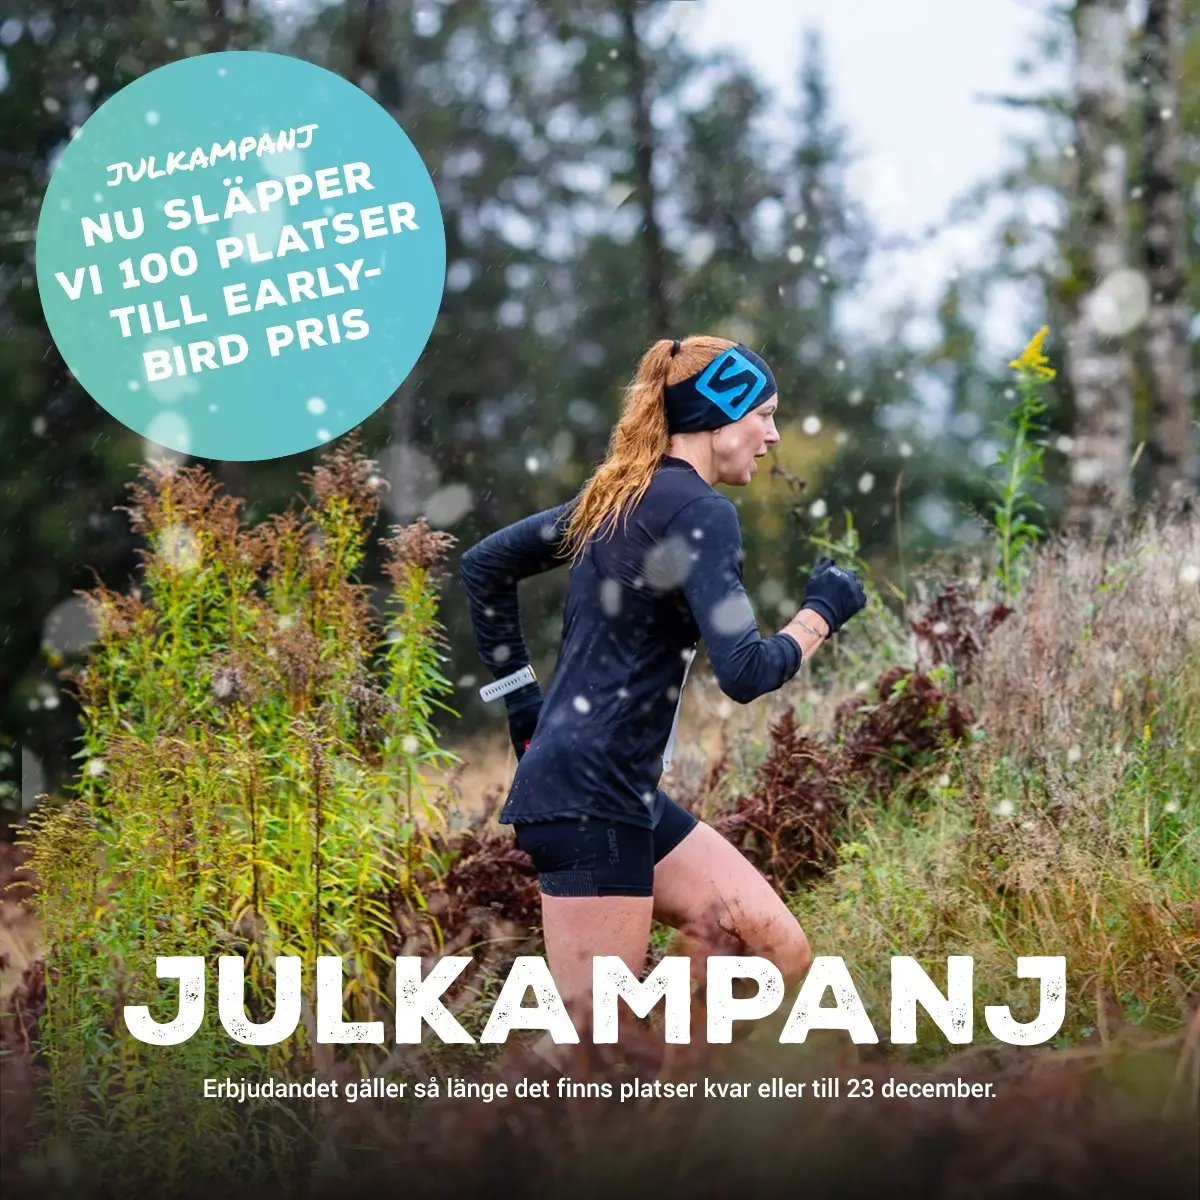 JULKAMPANJ
NU SLÄPPER
VI 100 PLATSER
TILL EARLY-
BIRD PRIS
S
CRAFT
JULKAMPANJ
Erbjudandet gäller så länge det finns platser kvar eller till 23 december.